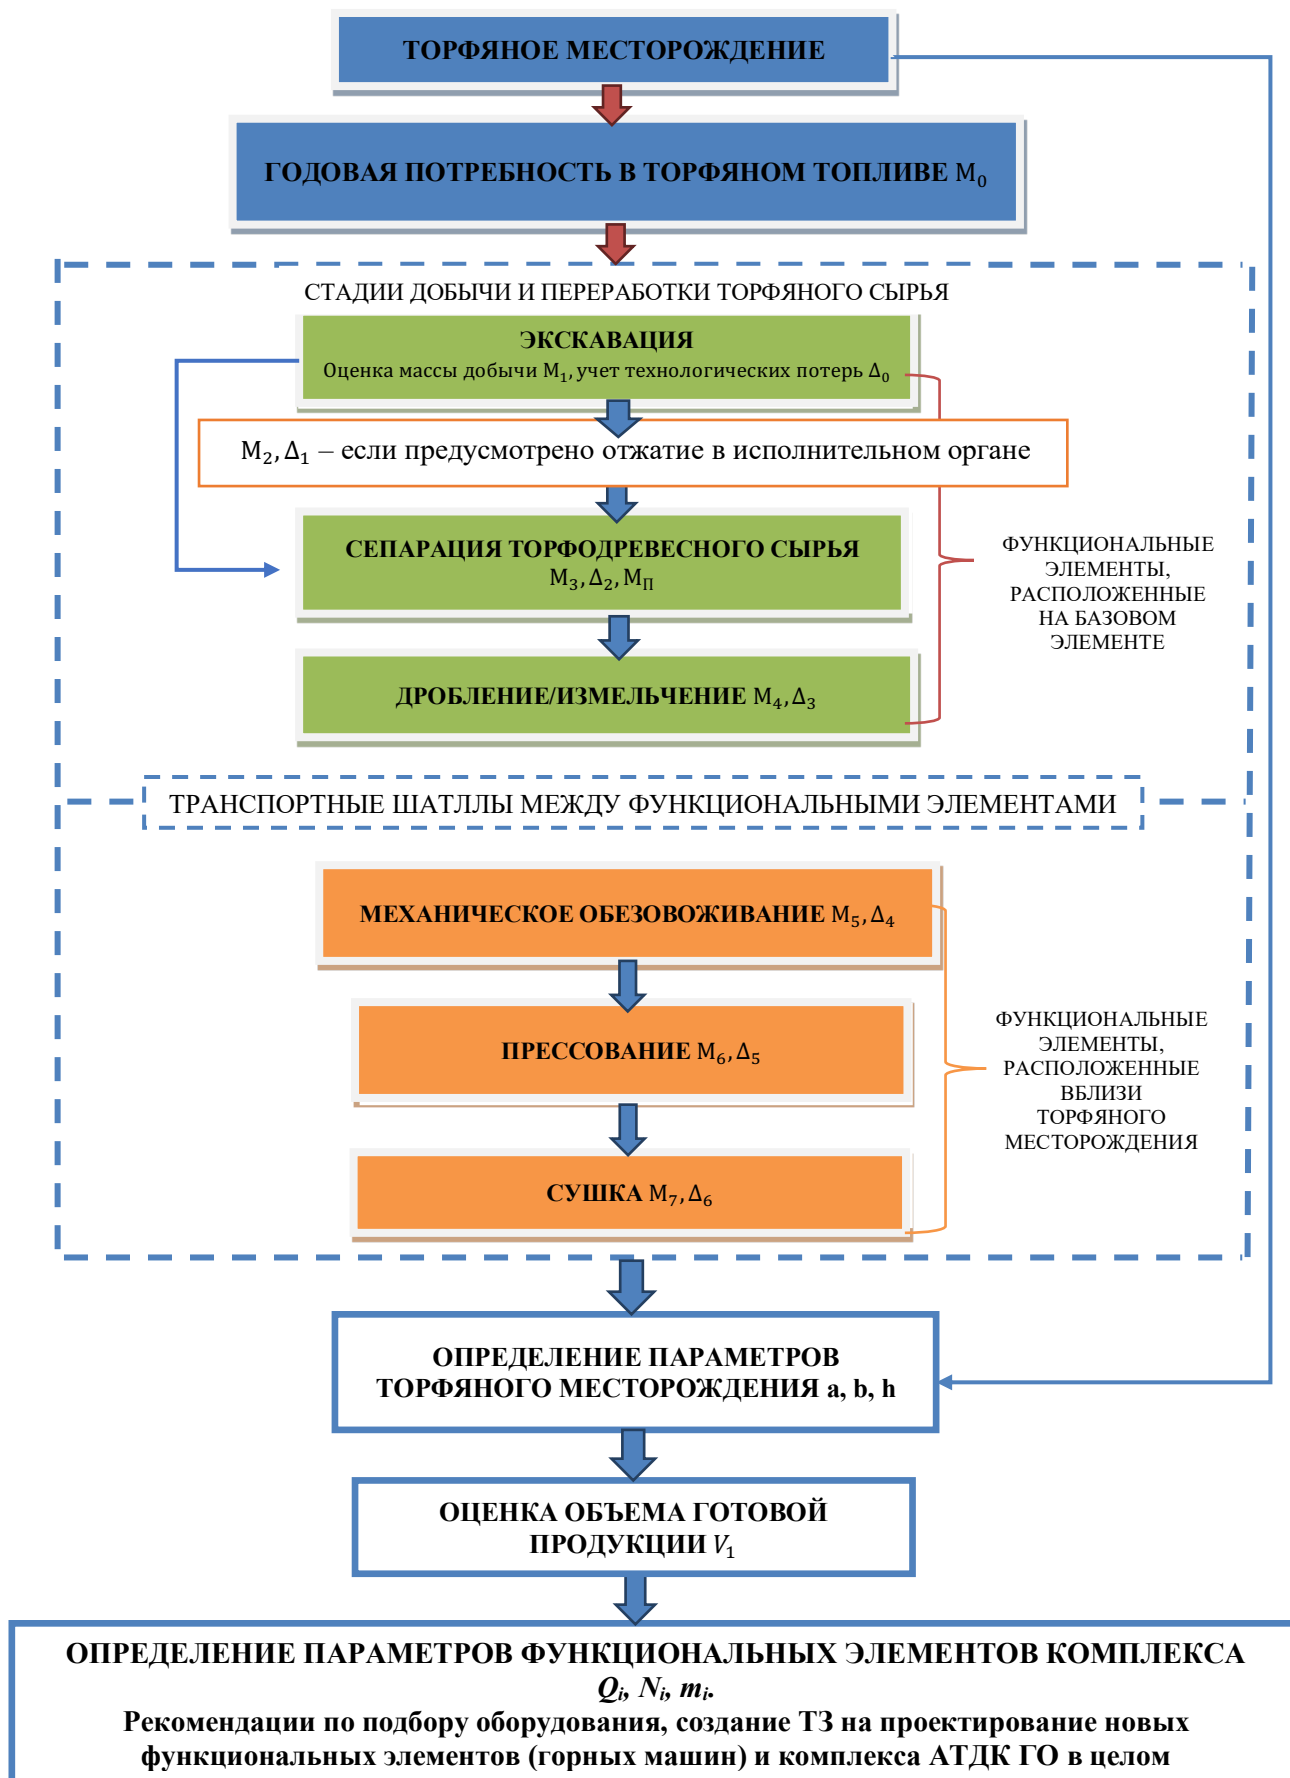 ТОРФЯНОЕ МЕСТОРОЖДЕНИЕ
ГОДОВАЯ ПОТРЕБНОСТЬ В ТОРФЯНОМ ТОПЛИВЕ М₀
СТАДИИ ДОБЫЧИ И ПЕРЕРАБОТКИ ТОРФЯНОГО СЫРЬЯ
ЭКСКАВАЦИЯ
Оценка массы добычи М₁, учет технологических потерь Δ₀
М₂, Δ₁ – если предусмотрено отжатие в исполнительном органе
СЕПАРАЦИЯ ТОРФОДРЕВЕСНОГО СЫРЬЯ
М₃, Δ₂, М_П
ДРОБЛЕНИЕ/ИЗМЕЛЬЧЕНИЕ М₄, Δ₃
ФУНКЦИОНАЛЬНЫЕ
ЭЛЕМЕНТЫ,
РАСПОЛОЖЕННЫЕ
НА БАЗОВОМ
ЭЛЕМЕНТЕ
ТРАНСПОРТНЫЕ ШАТЛЛЫ МЕЖДУ ФУНКЦИОНАЛЬНЫМИ ЭЛЕМЕНТАМИ
МЕХАНИЧЕСКОЕ ОБЕЗОВОЖИВАНИЕ М₅, Δ₄
ПРЕССОВАНИЕ М₆, Δ₅
СУШКА М₇, Δ₆
ФУНКЦИОНАЛЬНЫЕ
ЭЛЕМЕНТЫ,
РАСПОЛОЖЕННЫЕ
ВБЛИЗИ
ТОРФЯНОГО
МЕСТОРОЖДЕНИЯ
ОПРЕДЕЛЕНИЕ ПАРАМЕТРОВ
ТОРФЯНОГО МЕСТОРОЖДЕНИЯ a, b, h
ОЦЕНКА ОБЪЕМА ГОТОВОЙ
ПРОДУКЦИИ V₁
ОПРЕДЕЛЕНИЕ ПАРАМЕТРОВ ФУНКЦИОНАЛЬНЫХ ЭЛЕМЕНТОВ КОМПЛЕКСА
Qᵢ, Nᵢ, mᵢ.
Рекомендации по подбору оборудования, создание ТЗ на проектирование новых
функциональных элементов (горных машин) и комплекса АТДК ГО в целом